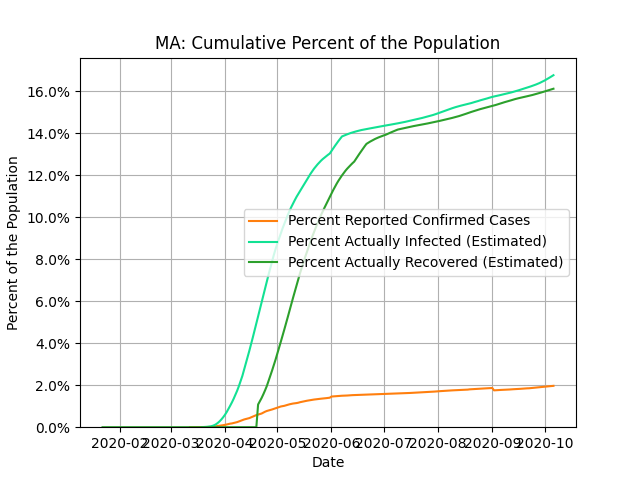 MA: Cumulative Percent of the Population
Percent of the Population
16.0%
14.0%
12.0%
10.0%
8.0%
6.0%
4.0%
2.0%
0.0%
Percent Reported Confirmed Cases
Percent Actually Infected (Estimated)
Percent Actually Recovered (Estimated)
2020-02 2020-03 2020-04 2020-05 2020-06 2020-07 2020-08 2020-09 2020-10
Date